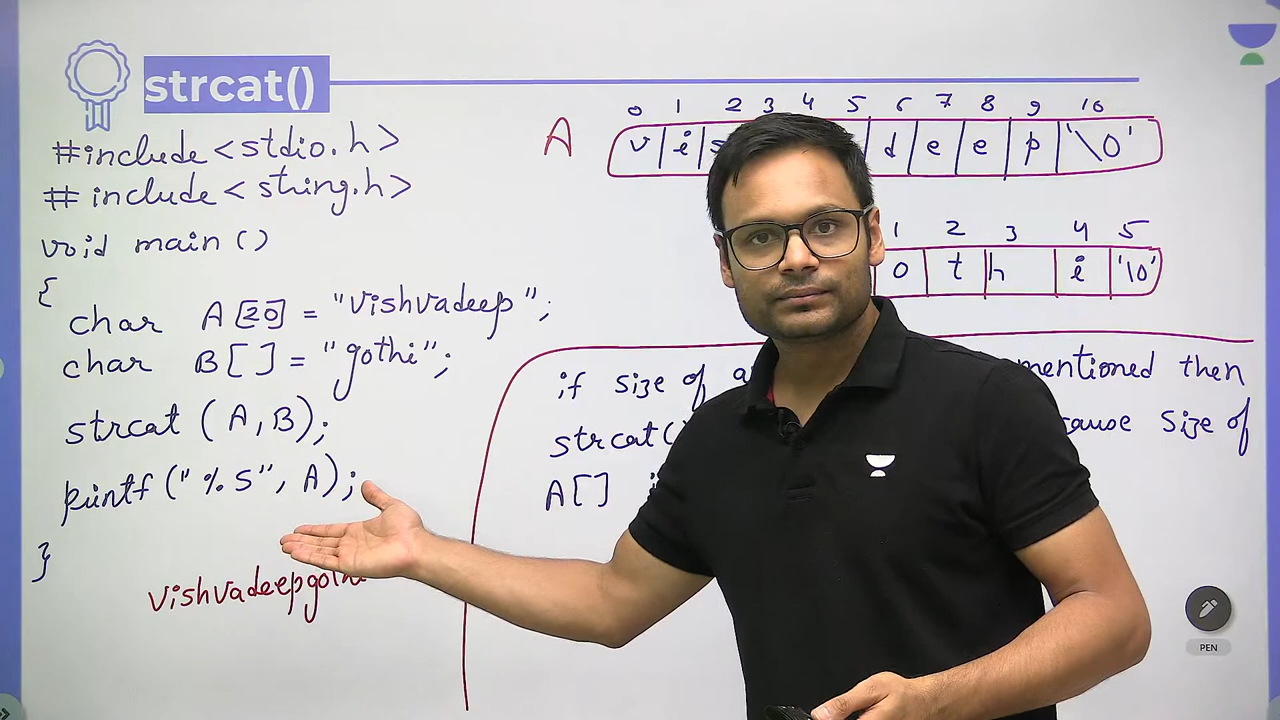 strcat()
#include <stdio.h>
# include < string.h>
void main ()
{
char A[20] = "vishvadeep";
char B[] = "gothi";
strcat (A,B);
printf ("%s", A);
}
A
0 1 2 3 4 5 6 7 8 9 10
v i d e e p '\0'
1 2 3 4 5
o t h i '\0'
if size of mentioned then
strcat( size of
A[]
PEN